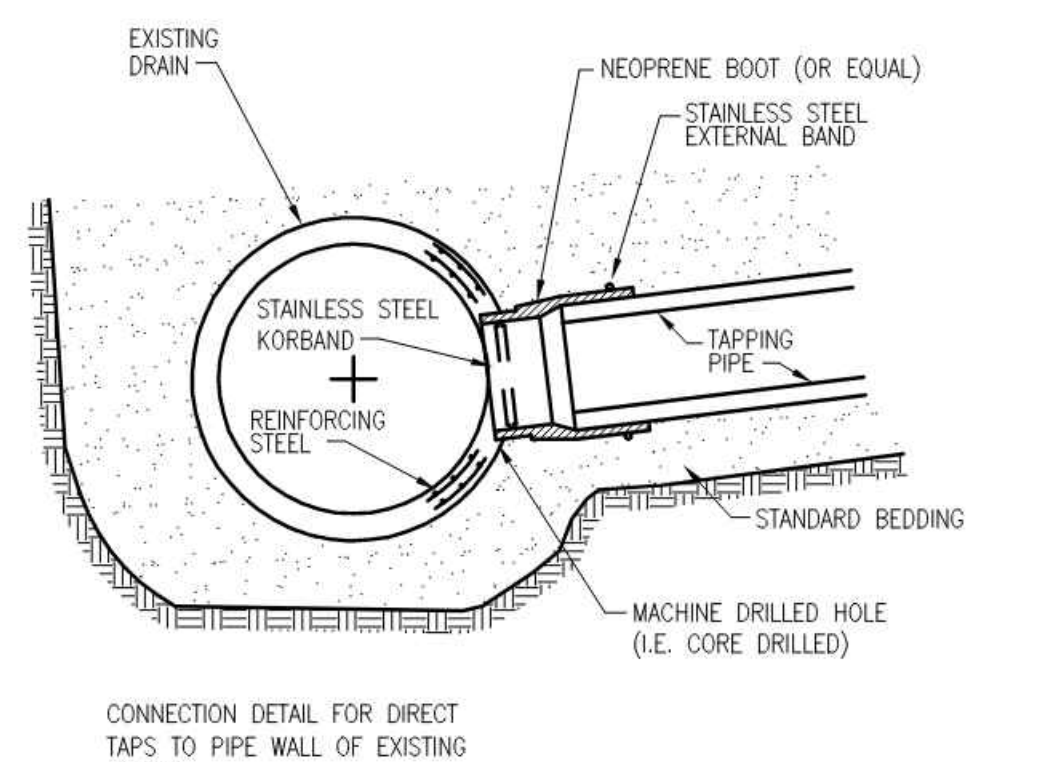 EXISTING
DRAIN
NEOPRENE BOOT (OR EQUAL)
STAINLESS STEEL
EXTERNAL BAND
STAINLESS STEEL
KORBAND
TAPPING
PIPE
REINFORCING
STEEL
STANDARD BEDDING
MACHINE DRILLED HOLE
(I.E. CORE DRILLED)
CONNECTION DETAIL FOR DIRECT
TAPS TO PIPE WALL OF EXISTING